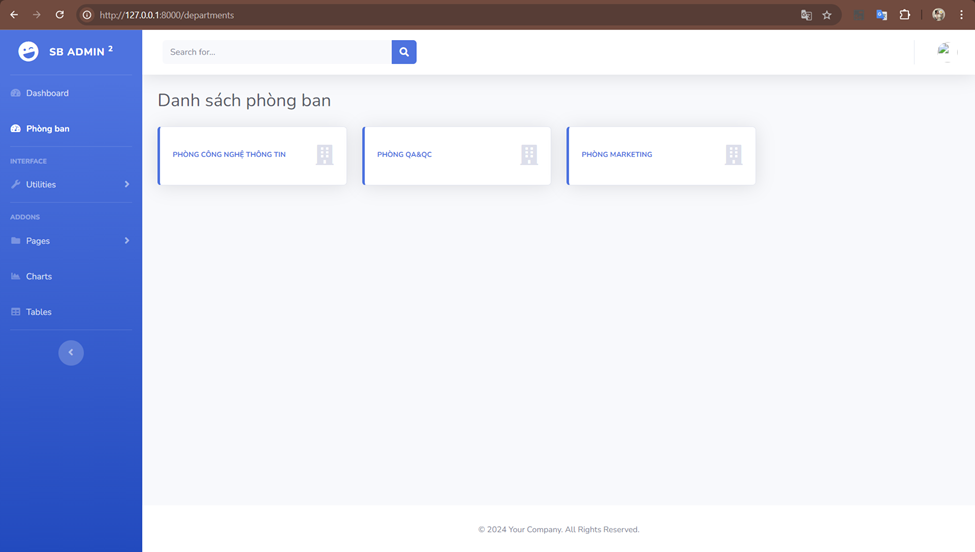 http://127.0.0.1:8000/departments
SB ADMIN 2
Search for...
Dashboard
Phòng ban
INTERFACE
Utilities
ADDONS
Pages
Charts
Tables
Danh sách phòng ban
PHÒNG CÔNG NGHỆ THÔNG TIN
PHÒNG QA&QC
PHÒNG MARKETING
© 2024 Your Company. All Rights Reserved.